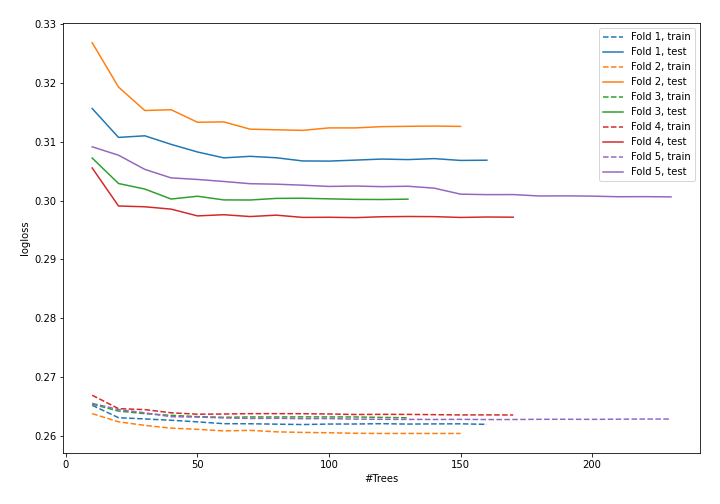 0.33
0.32
0.31
0.30
0.29
0.28
0.27
0.26
logloss
0
50
100
150
200
#Trees
Fold 1, train
Fold 1, test
Fold 2, train
Fold 2, test
Fold 3, train
Fold 3, test
Fold 4, train
Fold 4, test
Fold 5, train
Fold 5, test